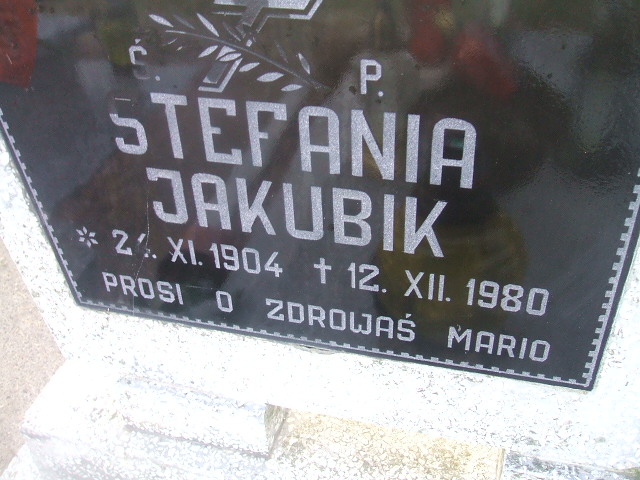 Ś. P.
STEFANIA
JAKUBIK
XI. 1904 † 12. XII. 1980
PROSI O ZDROWAŚ MARIO